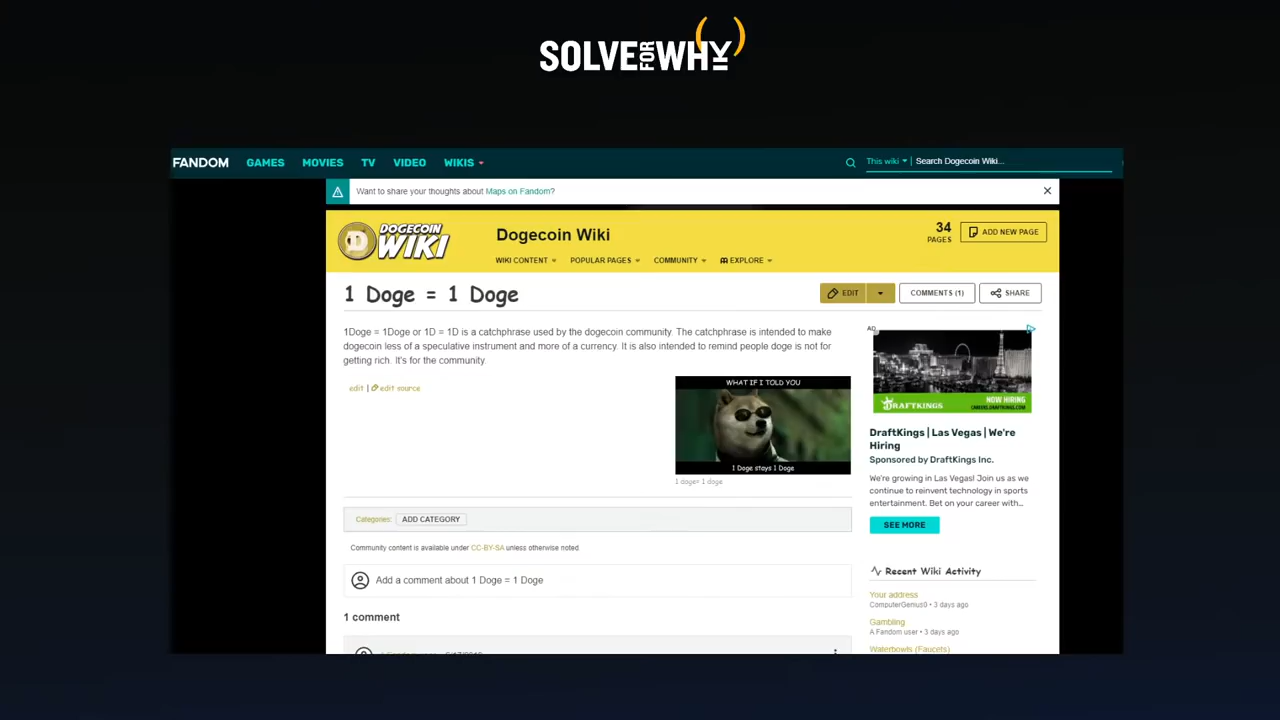 SOLVE FOR WHY
FANDOM GAMES MOVIES TV VIDEO WIKIS This wiki Search Dogecoin Wiki...
Want to share your thoughts about Maps on Fandom?
DOGECOIN
WIKI
Dogecoin Wiki
34
PAGES
ADD NEW PAGE
WIKI CONTENT POPULAR PAGES COMMUNITY EXPLORE
1 Doge = 1 Doge
EDIT COMMENTS (1) SHARE
1Doge = 1Doge or 1D = 1D is a catchphrase used by the dogecoin community. The catchphrase is intended to make
dogecoin less of a speculative instrument and more of a currency. It is also intended to remind people doge is not for
getting rich. It's for the community.
edit | edit source
WHAT IF I TOLD YOU
1 Doge stays 1 Doge
1 doge= 1 doge
Categories: ADD CATEGORY
Community content is available under CC-BY-SA unless otherwise noted
Add a comment about 1 Doge = 1 Doge
1 comment
AD
DRAFTKINGS
NOW HIRING
CAREERS.DRAFTKINGS.COM
DraftKings | Las Vegas | We're
Hiring
Sponsored by DraftKings Inc.
We're growing in Las Vegas! Join us as we
continue to reinvent technology in sports
entertainment. Bet on your career with...
SEE MORE
Recent Wiki Activity
Your address
ComputerGenius0 • 3 days ago
Gambling
A Fandom user • 3 days ago
Waterbowls (Faucets)